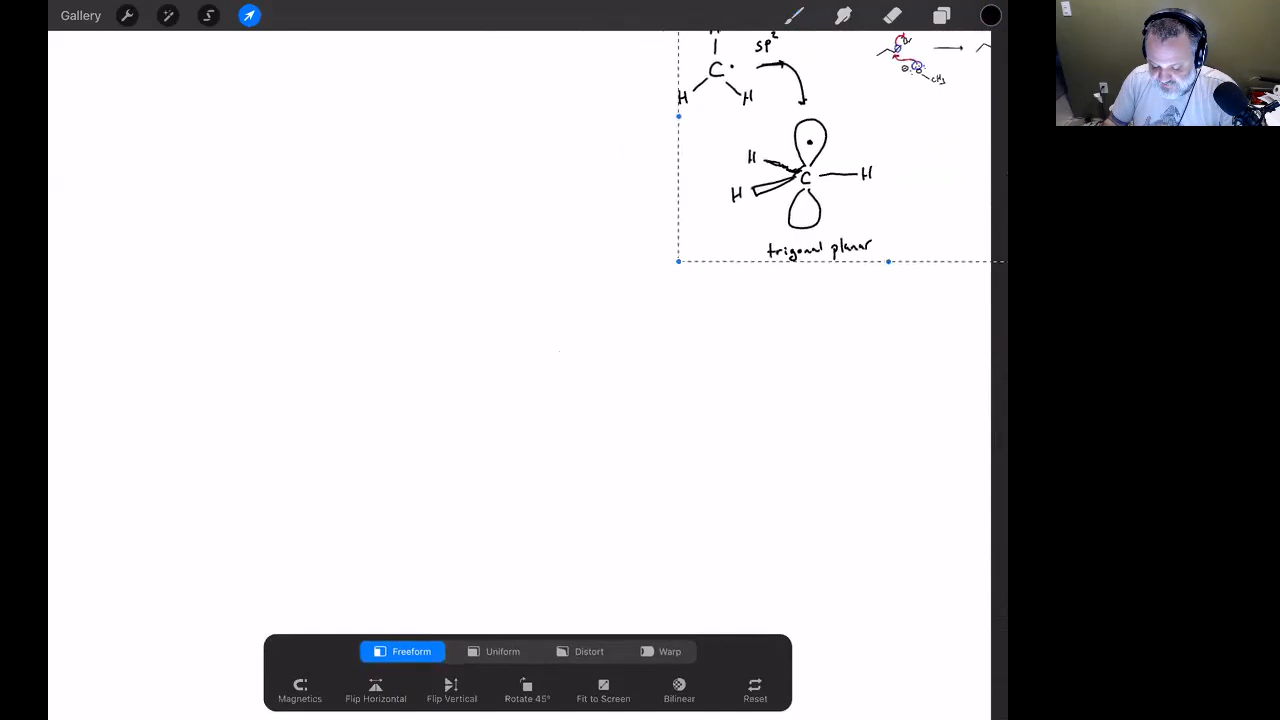 Gallery
H
sp²
C ·
H H
Br
CH3
H
C H
H
trigonal planar
Freeform Uniform Distort Warp
Magnetics Flip Horizontal Flip Vertical Rotate 45° Fit to Screen Bilinear Reset